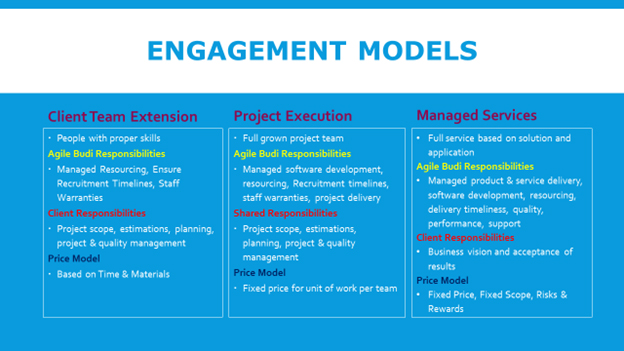 ENGAGEMENT MODELS
Client Team Extension
• People with proper skills
Agile Budi Responsibilities
• Managed Resourcing, Ensure
Recruitment Timelines, Staff
Warranties
Client Responsibilities
• Project scope, estimations, planning,
project & quality management
Price Model
• Based on Time & Materials
Project Execution
• Full grown project team
Agile Budi Responsibilities
• Managed software development,
resourcing, Recruitment timelines,
staff warranties, project delivery
Shared Responsibilities
• Project scope, estimations,
planning, project & quality
management
Price Model
• Fixed price for unit of work per team
Managed Services
• Full service based on solution and
application
Agile Budi Responsibilities
• Managed product & service delivery,
software development, resourcing,
delivery timeliness, quality,
performance, support
Client Responsibilities
• Business vision and acceptance of
results
Price Model
• Fixed Price, Fixed Scope, Risks &
Rewards